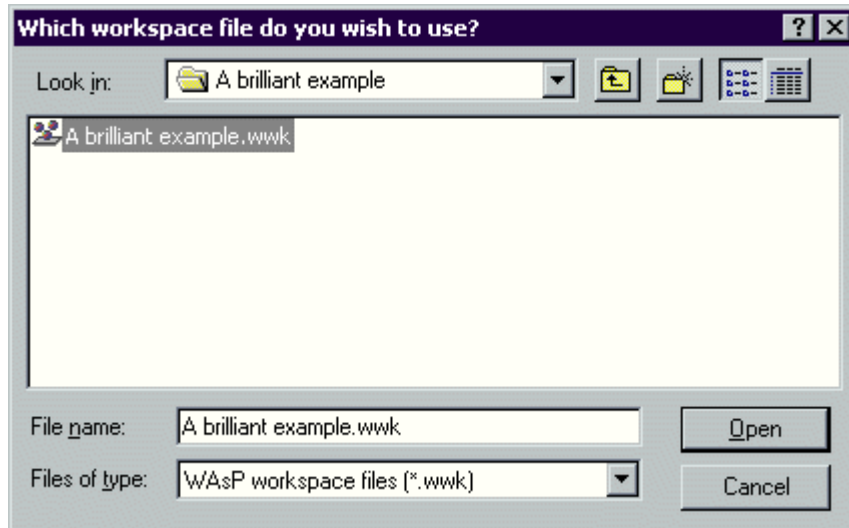 Which workspace file do you wish to use?
Look in: A brilliant example
A brilliant example.wwk
File name: A brilliant example.wwk Open
Files of type: WAsP workspace files (*.wwk) Cancel